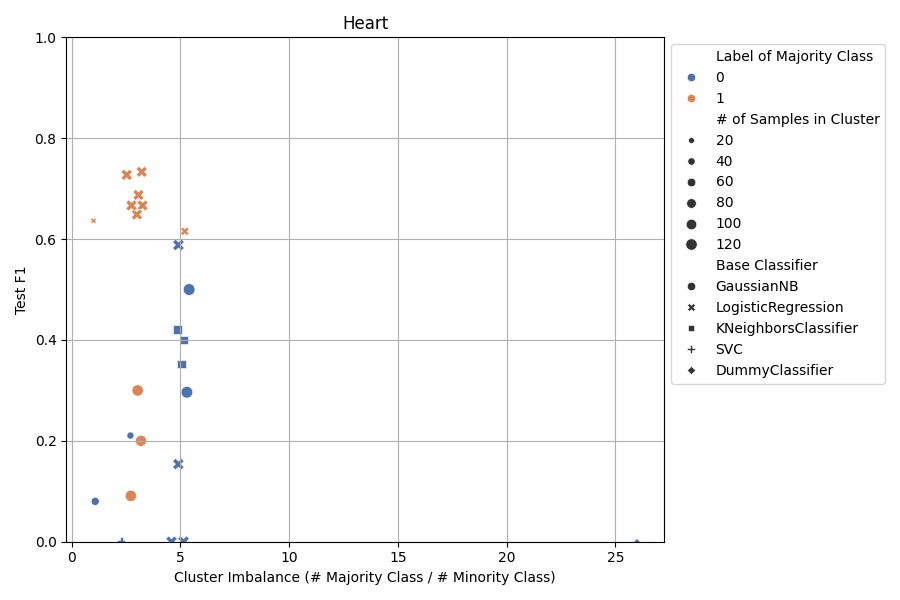 Heart
1.0
0.8
0.6
0.4
0.2
0.0
Test F1
0 5 10 15 20 25
Cluster Imbalance (# Majority Class / # Minority Class)
Label of Majority Class
0
1
# of Samples in Cluster
20
40
60
80
100
120
Base Classifier
GaussianNB
LogisticRegression
KNeighborsClassifier
SVC
DummyClassifier